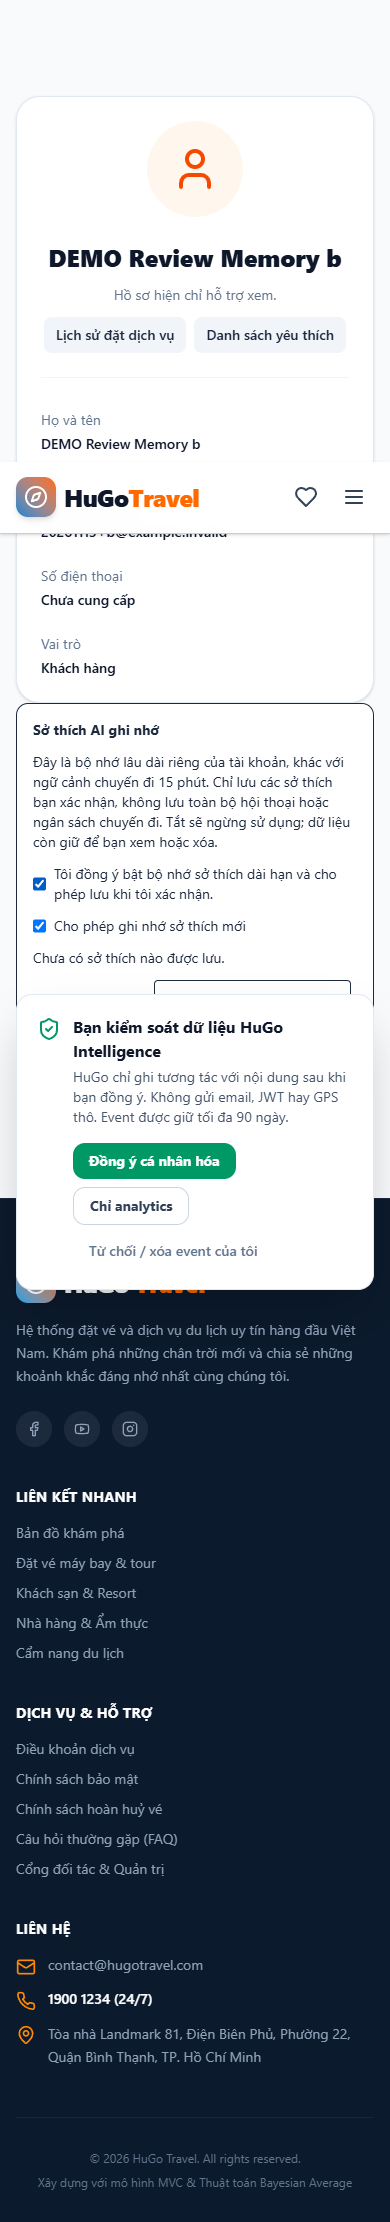 DEMO Review Memory b
Hồ sơ hiện chỉ hỗ trợ xem.
Lịch sử đặt dịch vụ
Danh sách yêu thích
Họ và tên
DEMO Review Memory b
HuGoTravel
Số điện thoại
Chưa cung cấp
Vai trò
Khách hàng
Sở thích AI ghi nhớ
Đây là bộ nhớ lâu dài riêng của tài khoản, khác với
ngữ cảnh chuyến đi 15 phút. Chỉ lưu các sở thích
bạn xác nhận, không lưu toàn bộ hội thoại hoặc
ngân sách chuyến đi. Tắt sẽ ngừng sử dụng; dữ liệu
còn giữ để bạn xem hoặc xóa.
Tôi đồng ý bật bộ nhớ sở thích dài hạn và cho
phép lưu khi tôi xác nhận.
Cho phép ghi nhớ sở thích mới
Chưa có sở thích nào được lưu.
Bạn kiểm soát dữ liệu HuGo
Intelligence
HuGo chỉ ghi tương tác với nội dung sau khi
bạn đồng ý. Không gửi email, JWT hay GPS
thô. Event được giữ tối đa 90 ngày.
Đồng ý cá nhân hóa
Chỉ analytics
Từ chối / xóa event của tôi
Hệ thống đặt vé và dịch vụ du lịch uy tín hàng đầu Việt
Nam. Khám phá những chân trời mới và chia sẻ những
khoảnh khắc đáng nhớ nhất cùng chúng tôi.
LIÊN KẾT NHANH
Bản đồ khám phá
Đặt vé máy bay & tour
Khách sạn & Resort
Nhà hàng & Ẩm thực
Cẩm nang du lịch
DỊCH VỤ & HỖ TRỢ
Điều khoản dịch vụ
Chính sách bảo mật
Chính sách hoàn huỷ vé
Câu hỏi thường gặp (FAQ)
Cổng đối tác & Quản trị
LIÊN HỆ
contact@hugotravel.com
1900 1234 (24/7)
Tòa nhà Landmark 81, Điện Biên Phủ, Phường 22,
Quận Bình Thạnh, TP. Hồ Chí Minh
© 2026 HuGo Travel. All rights reserved.
Xây dựng với mô hình MVC & Thuật toán Bayesian Average